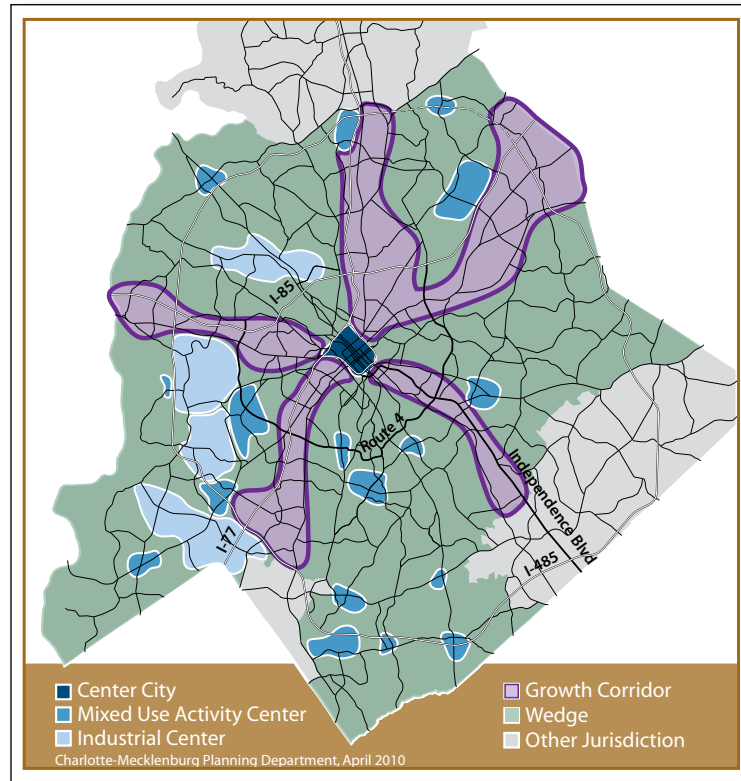 I-85
Route 4
Independence Blvd
I-77
I-485
Center City
Mixed Use Activity Center
Industrial Center
Growth Corridor
Wedge
Other Jurisdiction
Charlotte-Mecklenburg Planning Department, April 2010